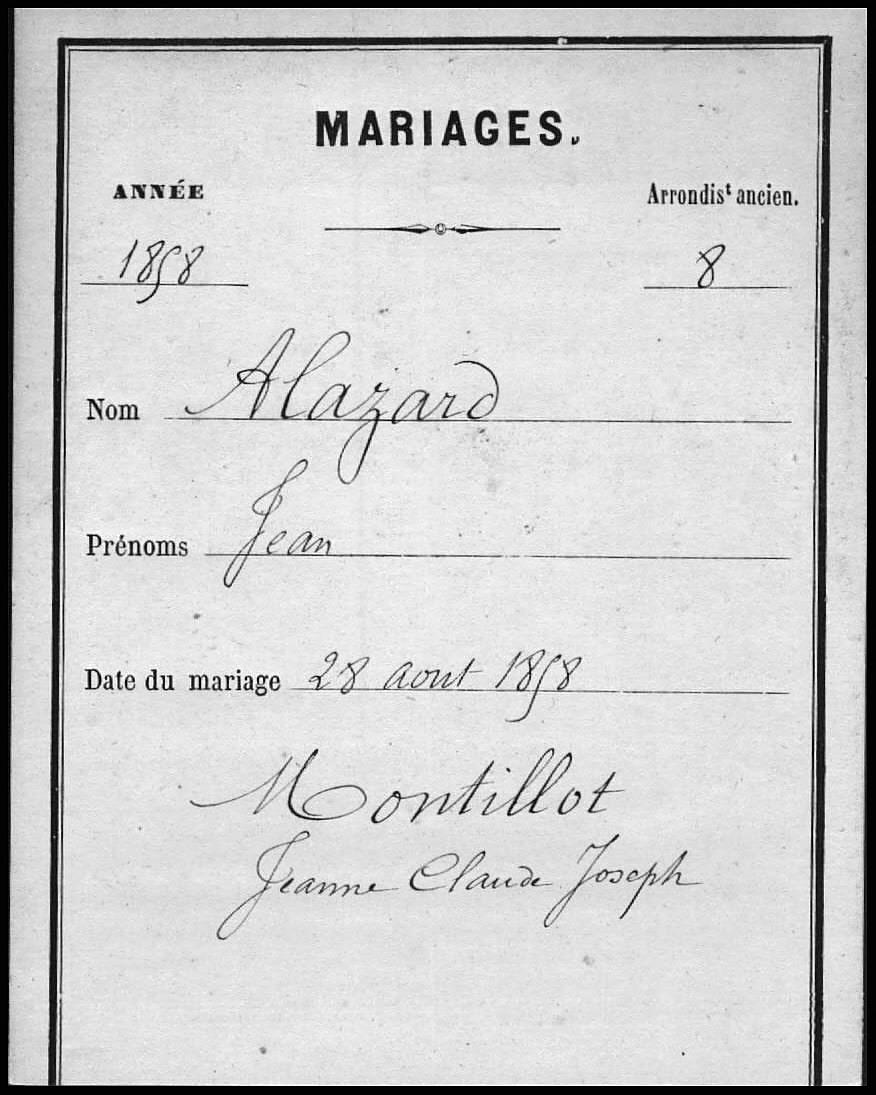 MARIAGES.
ANNÉE Arrondis.t ancien.
1858 8
Nom Alazard
Prénoms Jean
Date du mariage 28 aout 1858
Montillot
Jeanne Claude Joseph